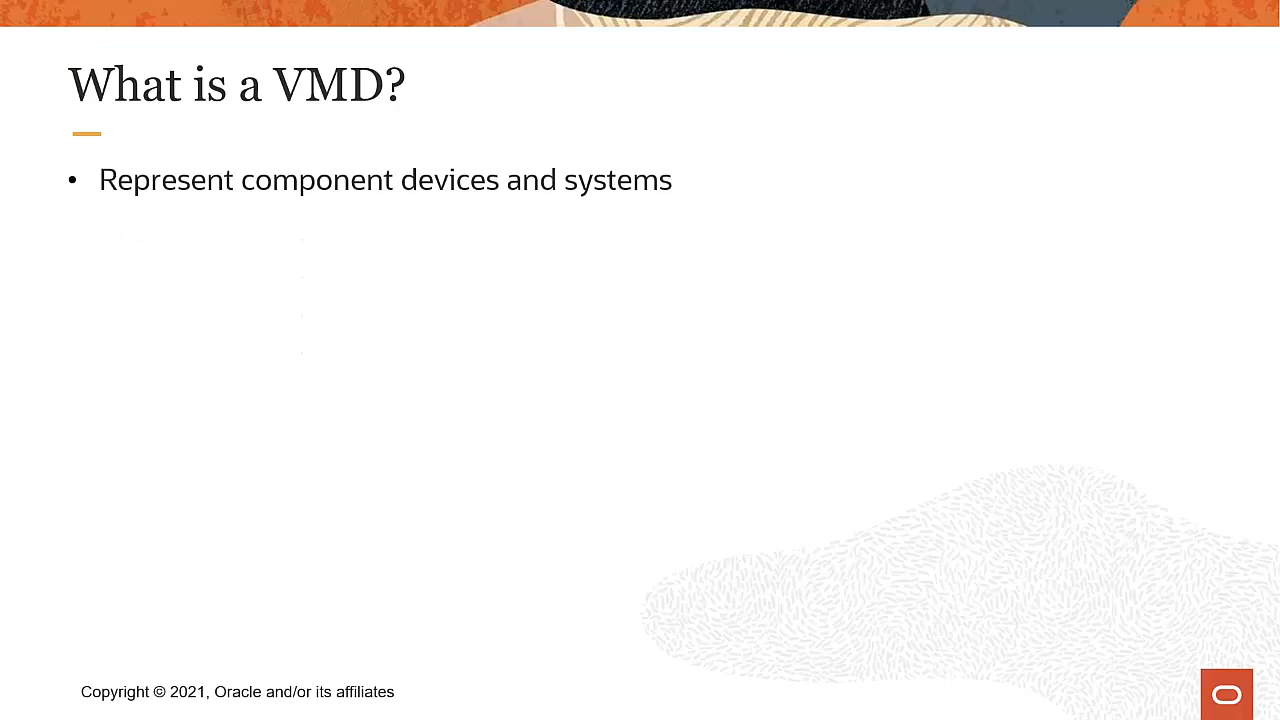 What is a VMD?
• Represent component devices and systems
Copyright © 2021, Oracle and/or its affiliates